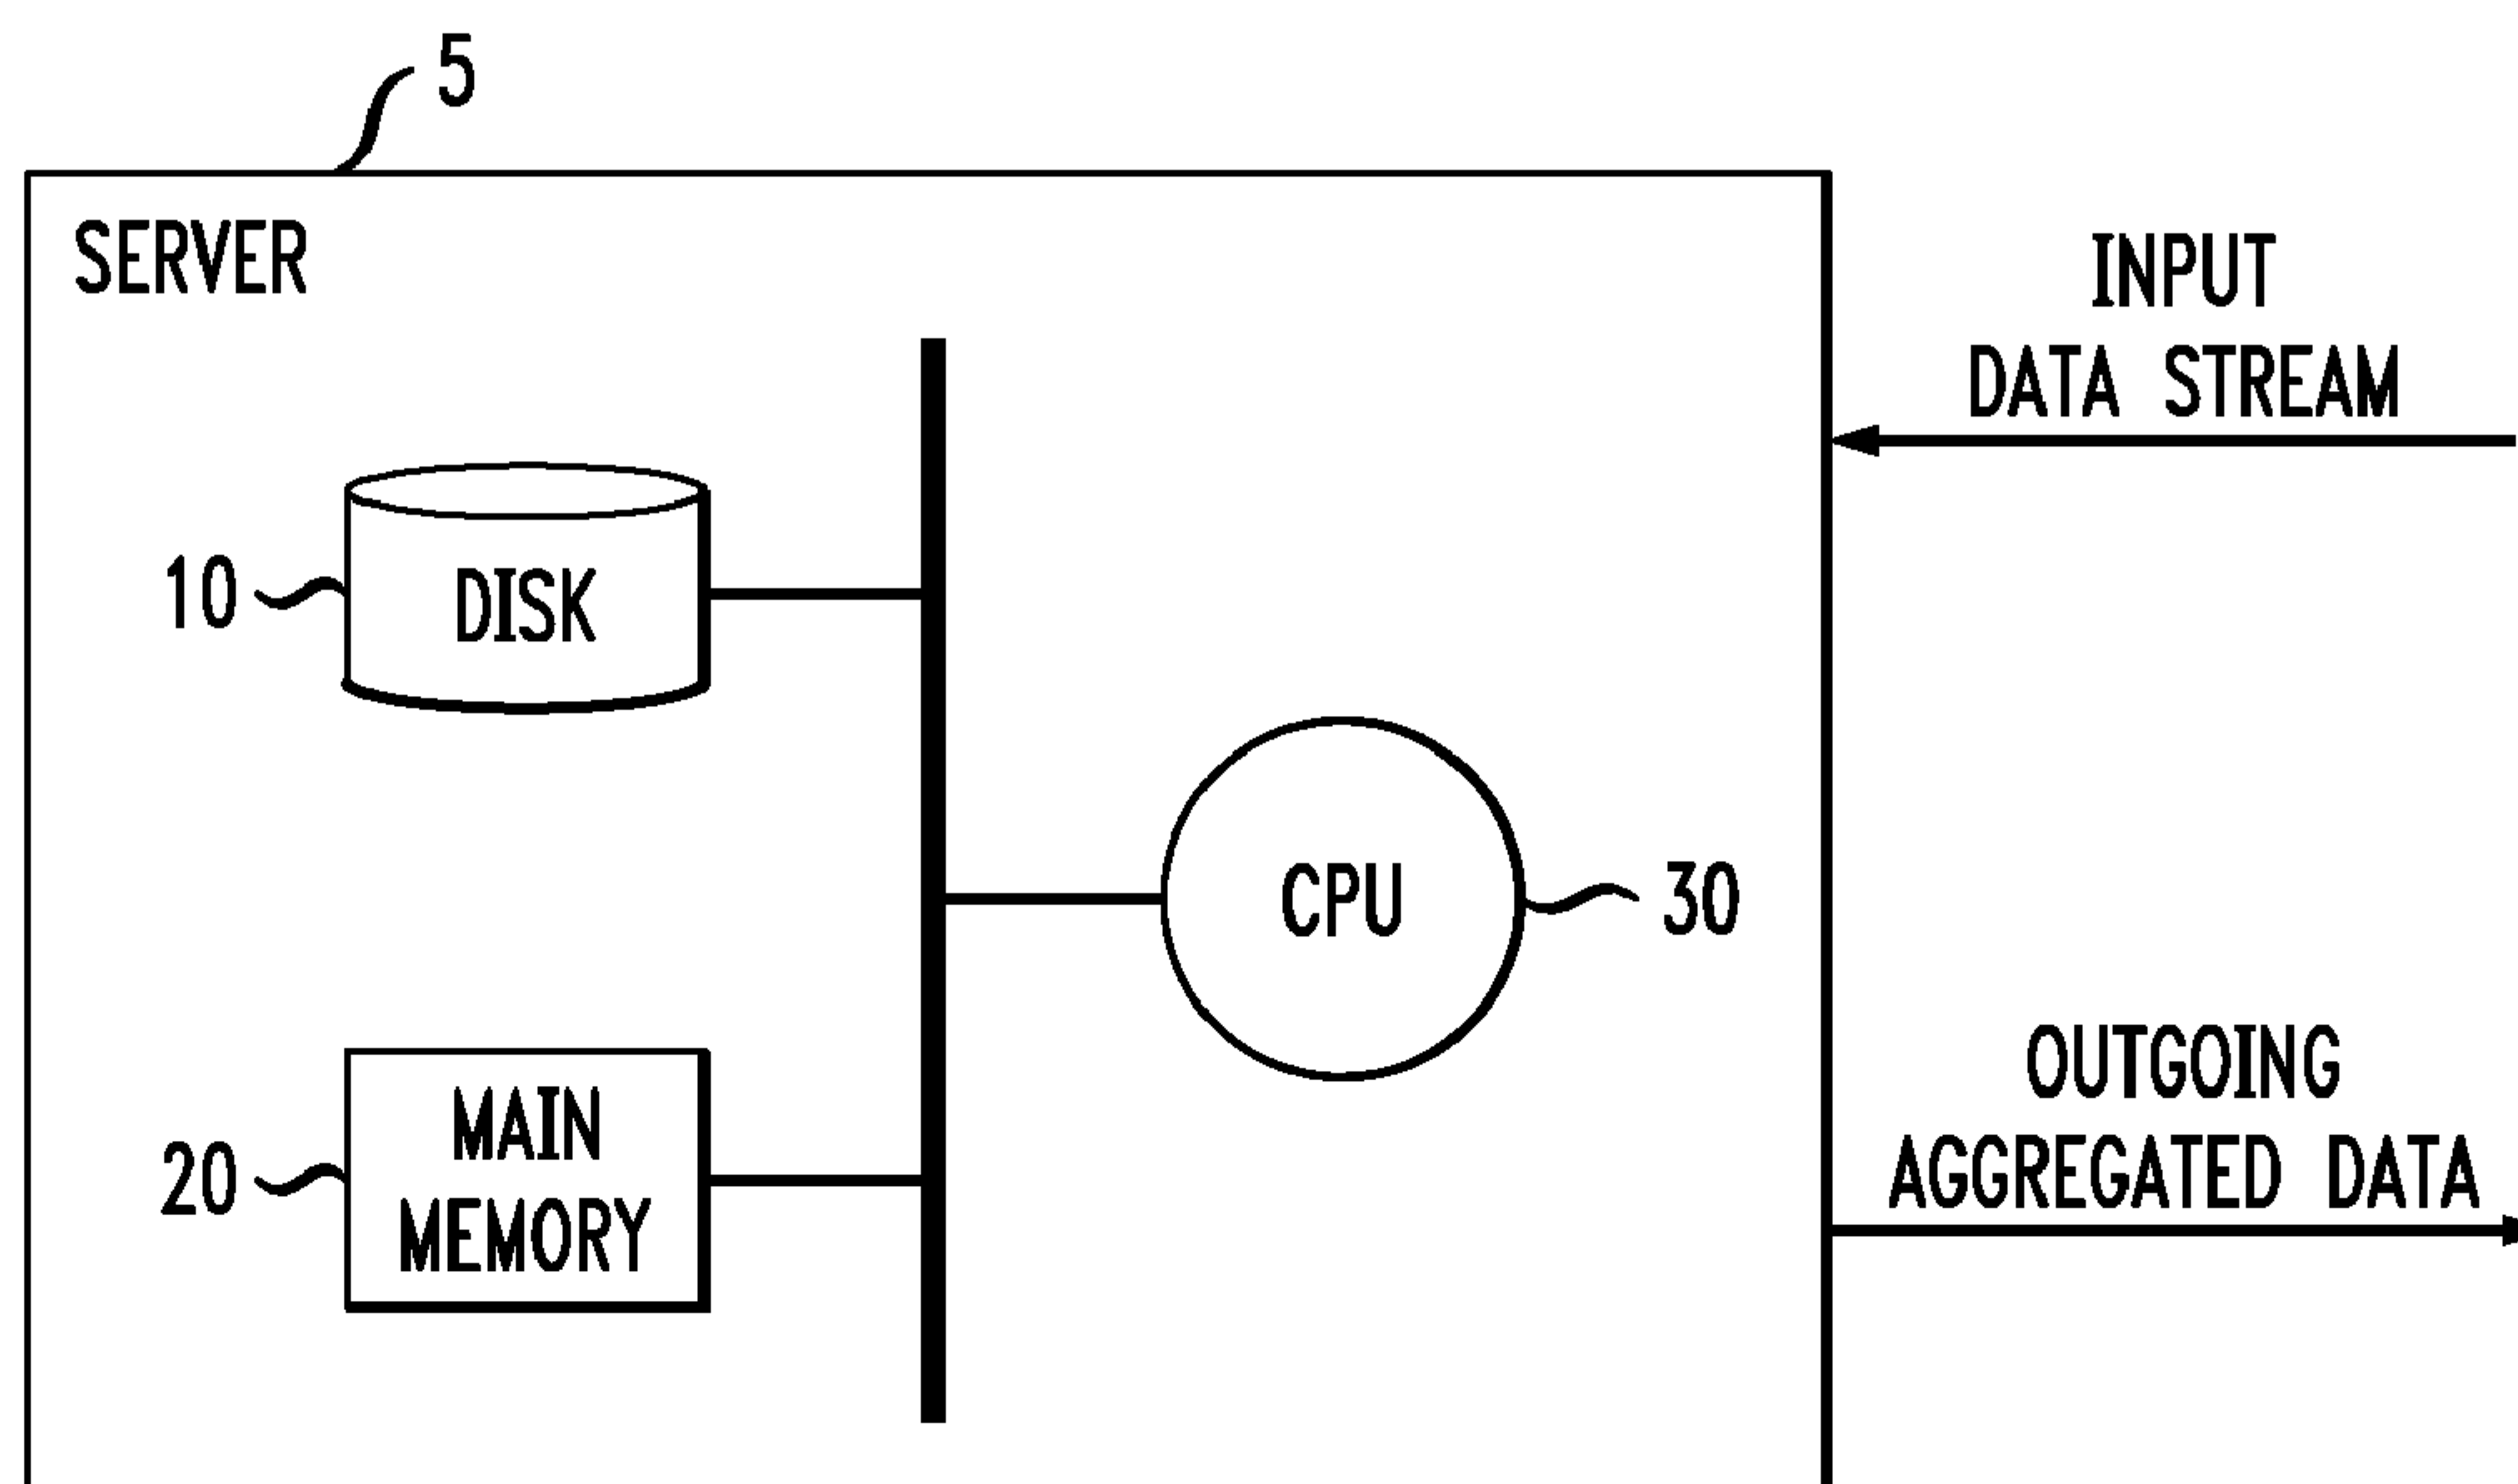 5
SERVER
INPUT
DATA STREAM
10
DISK
CPU
30
OUTGOING
AGGREGATED DATA
20
MAIN
MEMORY